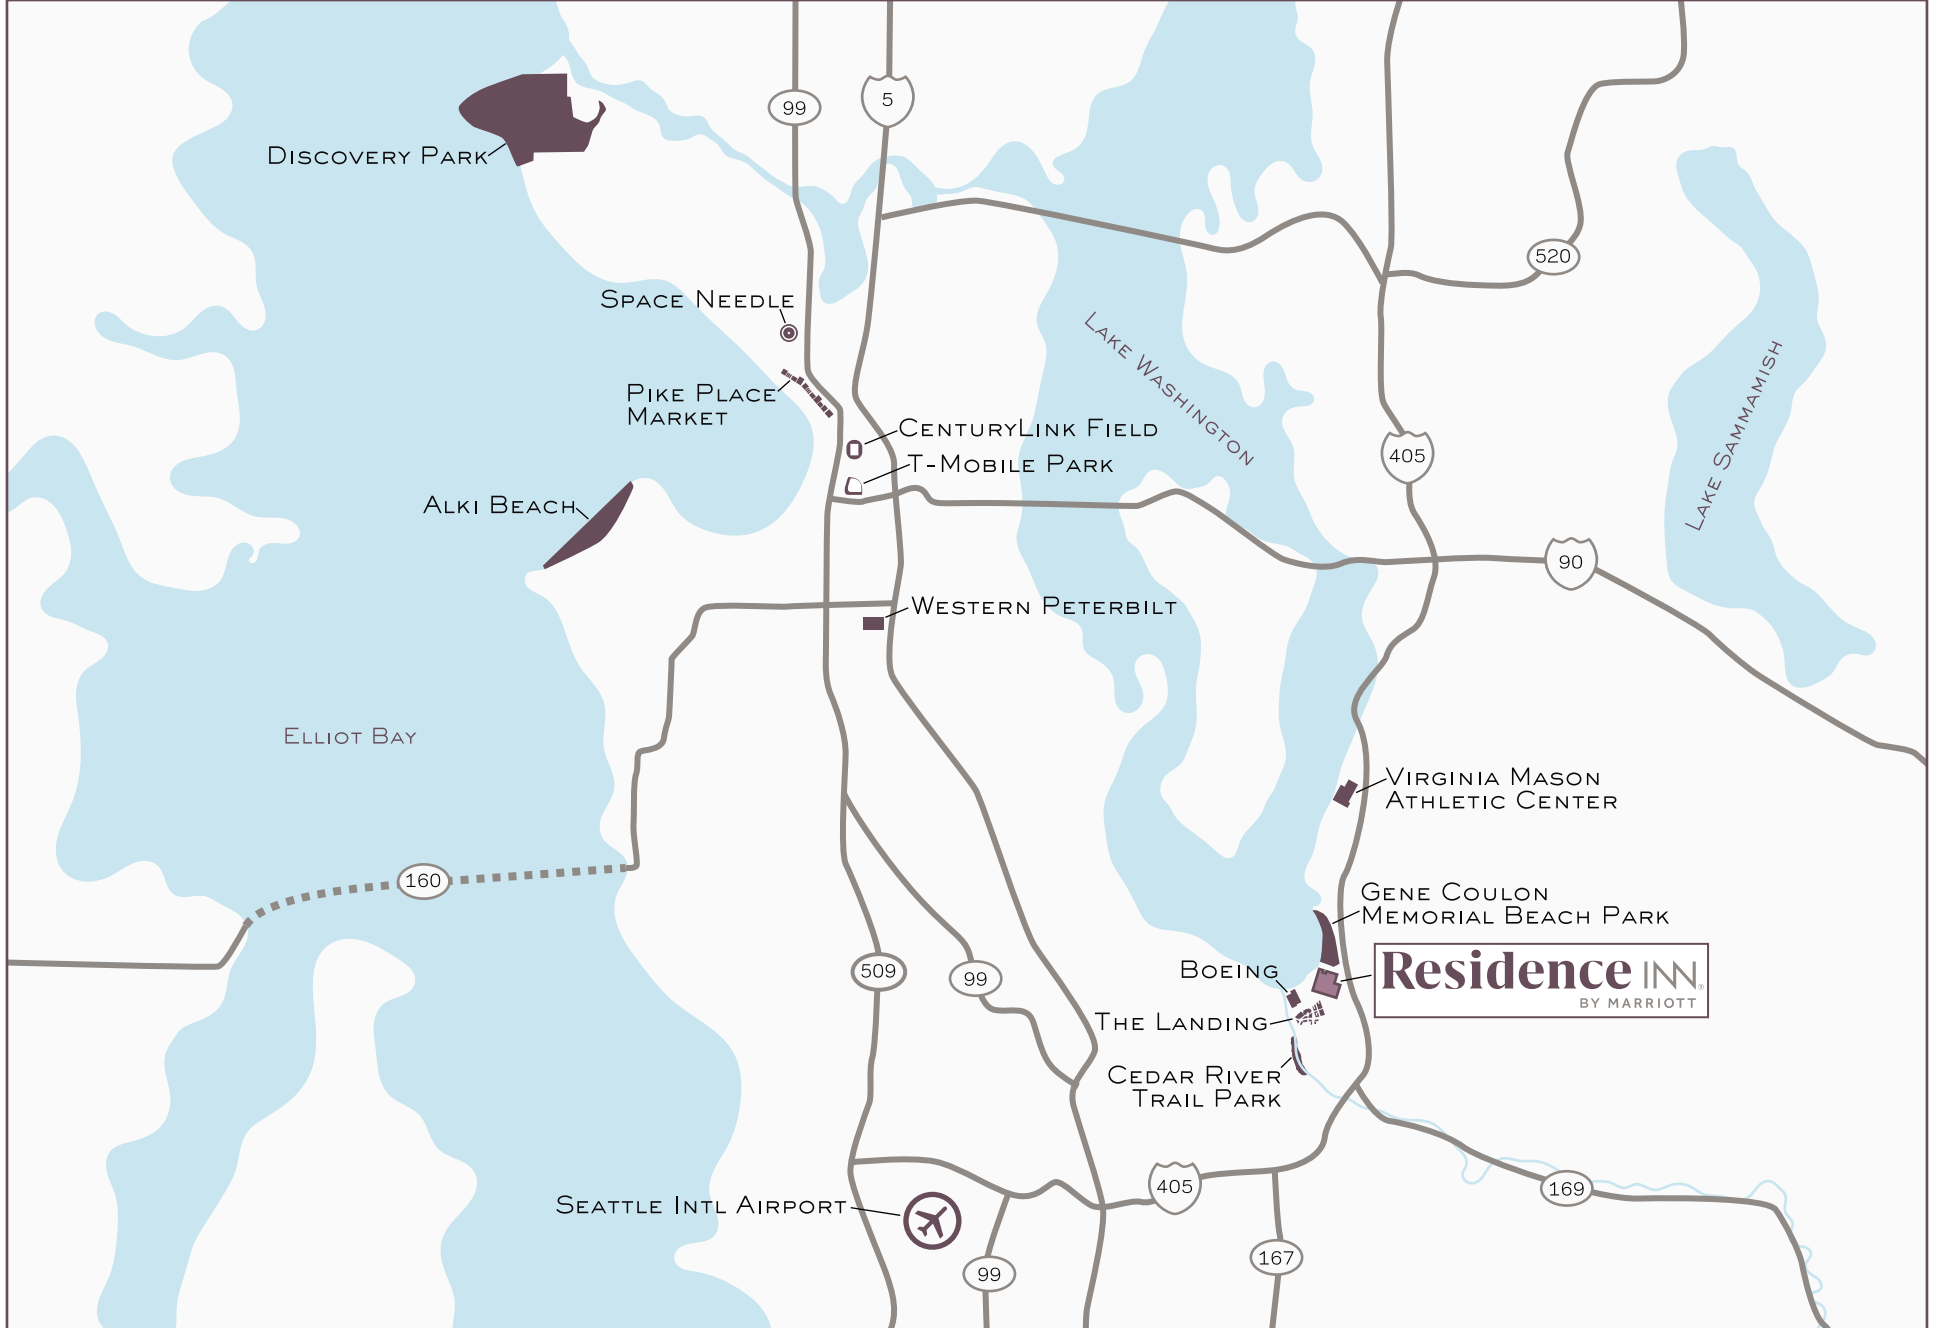 99
5
DISCOVERY PARK
520
SPACE NEEDLE
LAKE WASHINGTON
LAKE SAMMAMISH
PIKE PLACE
MARKET
CENTURYLINK FIELD
405
T-MOBILE PARK
ALKI BEACH
90
WESTERN PETERBILT
ELLIOT BAY
VIRGINIA MASON
ATHLETIC CENTER
160
GENE COULON
MEMORIAL BEACH PARK
509
99
BOEING
Residence INN®
BY MARRIOTT
THE LANDING
CEDAR RIVER
TRAIL PARK
405
169
SEATTLE INTL AIRPORT
99
167